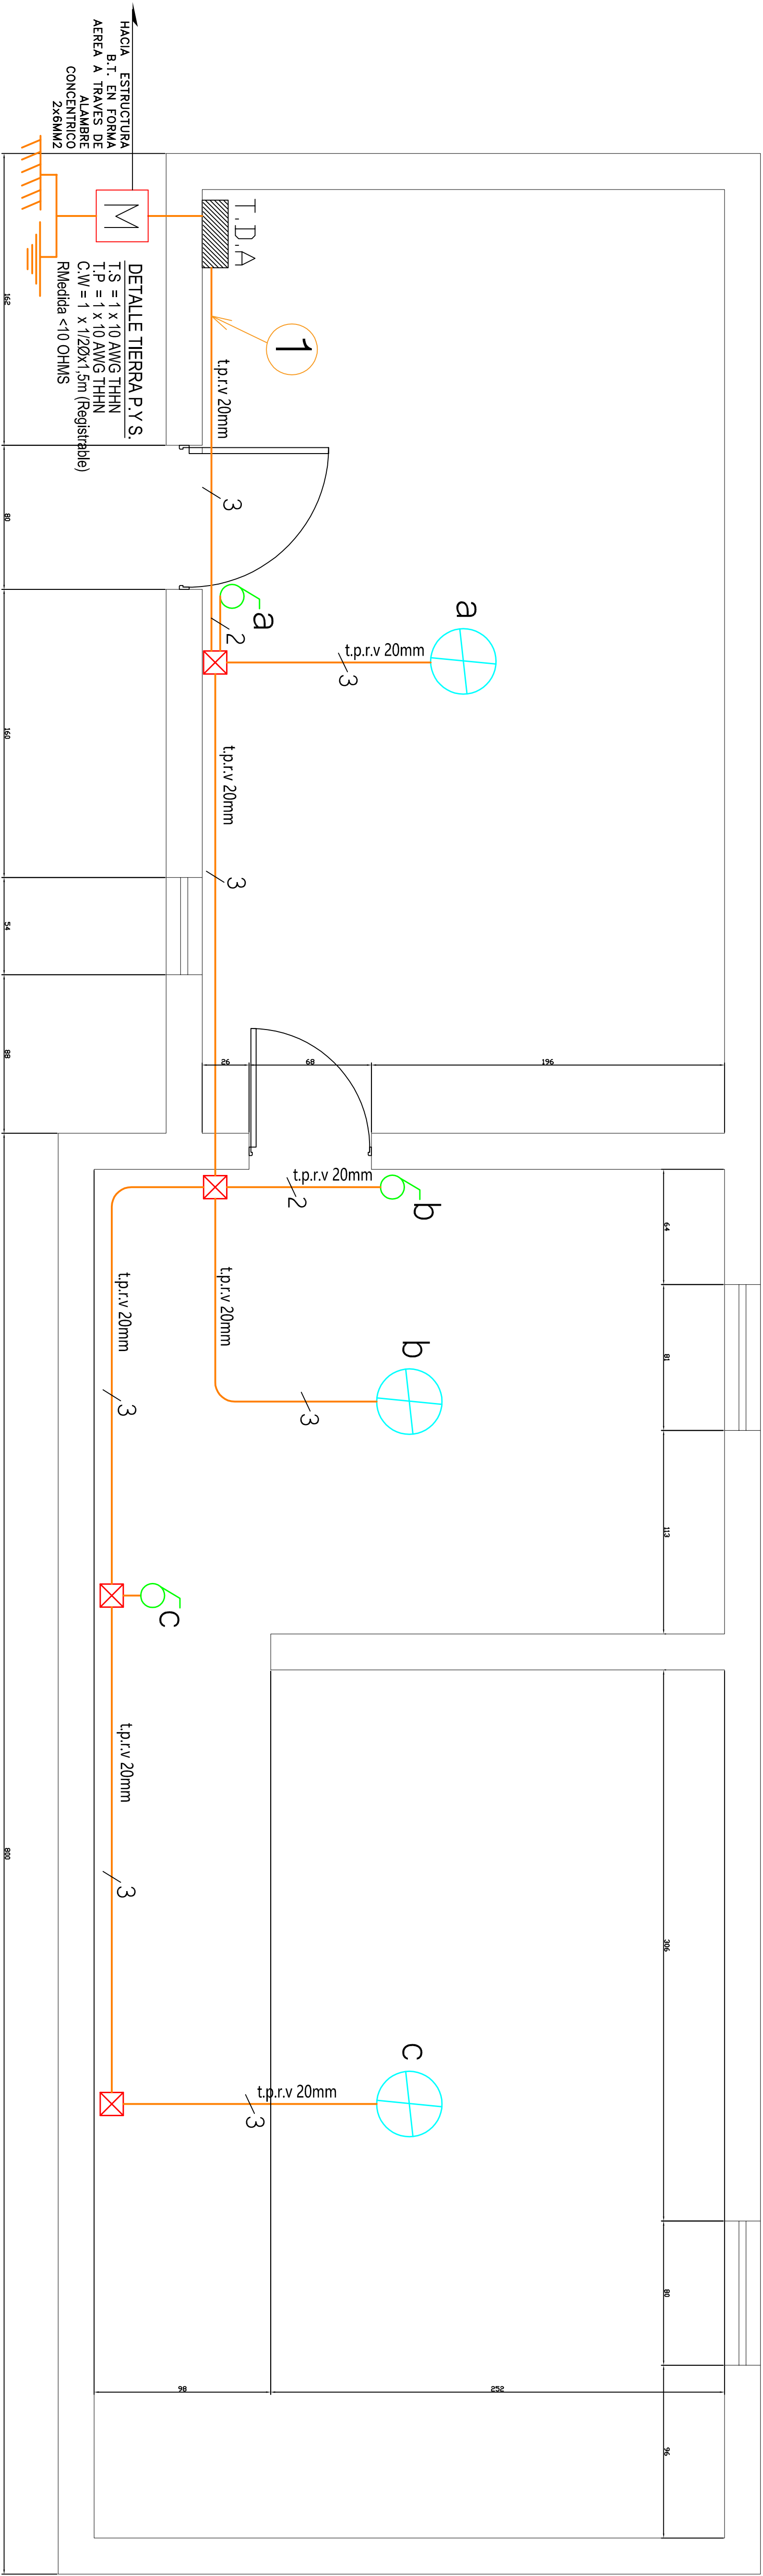 HACIA ESTRUCTURA
B.T. EN FORMA
AEREA A TRAVES DE
ALAMBRE
CONCENTRICO
2x6MM2
M
T.D.A
DETALLE TIERRA P.Y S.
T.S = 1 x 10 AWG THHN
T.P = 1 x 10 AWG THHN
C.W = 1 x 1/2Øx1,5m (Registrable)
RMedida <10 OHMS
1
t.p.r.v 20mm
3
a
2
a
t.p.r.v 20mm
3
t.p.r.v 20mm
3
t.p.r.v 20mm
2
b
t.p.r.v 20mm
3
b
t.p.r.v 20mm
3
c
t.p.r.v 20mm
3
c
t.p.r.v 20mm
3
162
80
160
54
88
800
26
68
196
64
81
113
306
80
96
98
252